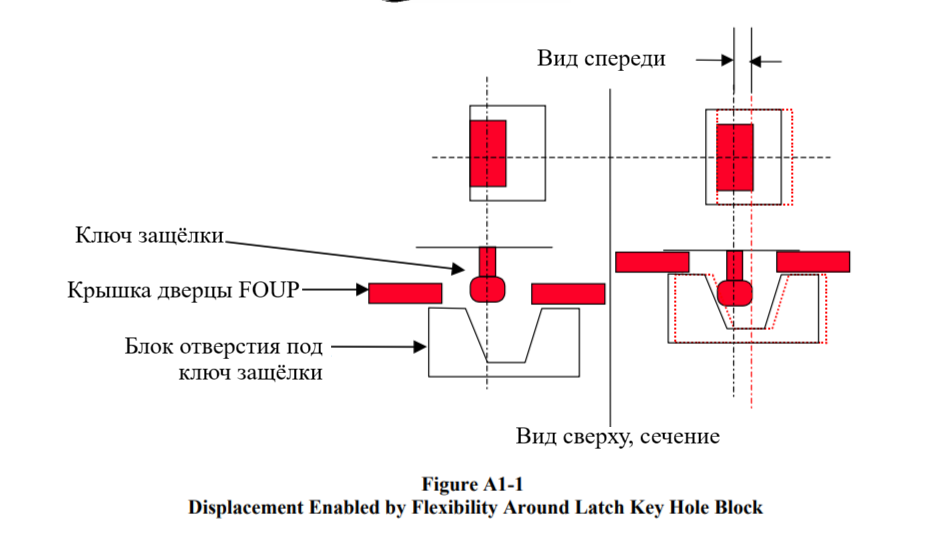 Вид спереди
Ключ защёлки
Крышка дверцы FOUP
Блок отверстия под
ключ защёлки
Вид сверху, сечение
Figure A1-1
Displacement Enabled by Flexibility Around Latch Key Hole Block